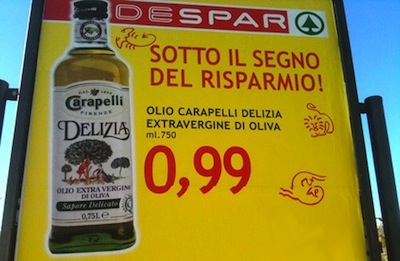 DESPAR
SOTTO IL SEGNO
DEL RISPARMIO!
OLIO CARAPELLI DELIZIA
EXTRAVERGINE DI OLIVA
ml.750
0,99
Carapelli
FIRENZE
DELIZIA
OLIO EXTRA VERGINE
DI OLIVA
Sapore Delicato
0,75L e